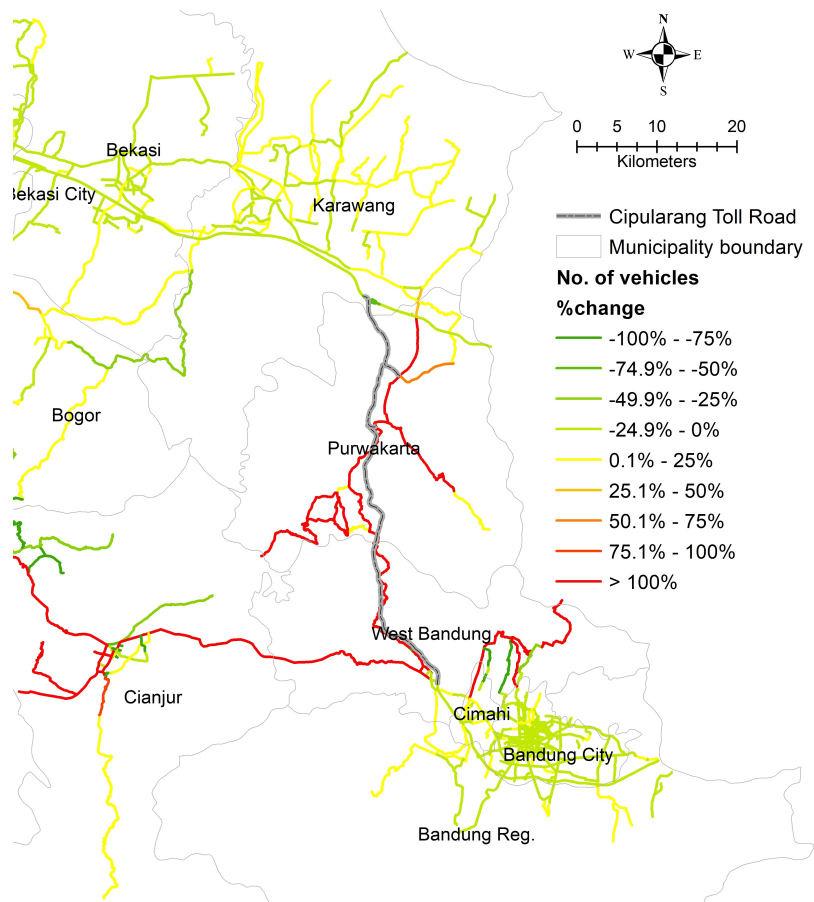 N
W E
S
0 5 10 20
Kilometers
Bekasi
Bekasi City
Karawang
Cipularang Toll Road
Municipality boundary
No. of vehicles
%change
-100% - -75%
-74.9% - -50%
-49.9% - -25%
-24.9% - 0%
0.1% - 25%
25.1% - 50%
50.1% - 75%
75.1% - 100%
> 100%
Bogor
Purwakarta
West Bandung
Cianjur
Cimahi
Bandung City
Bandung Reg.